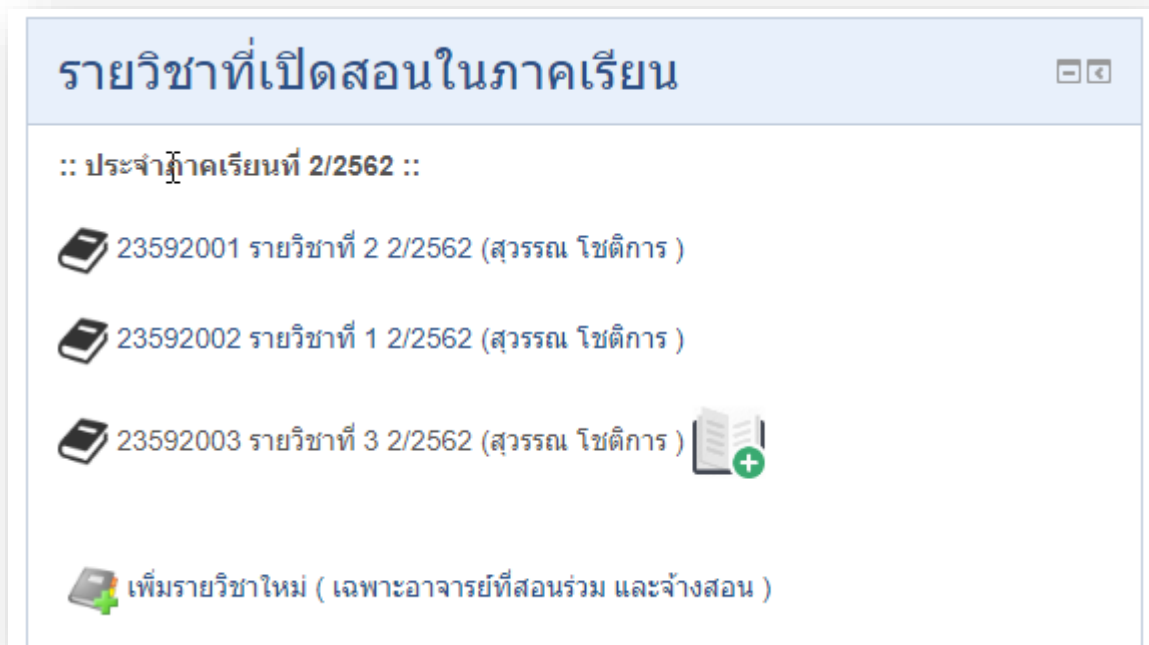 รายวิชาที่เปิดสอนในภาคเรียน
:: ประจำภาคเรียนที่ 2/2562 ::
23592001 รายวิชาที่ 2 2/2562 (สุวรรณ โชติการ )
23592002 รายวิชาที่ 1 2/2562 (สุวรรณ โชติการ )
23592003 รายวิชาที่ 3 2/2562 (สุวรรณ โชติการ )
เพิ่มรายวิชาใหม่ ( เฉพาะอาจารย์ที่สอนร่วม และจ้างสอน )